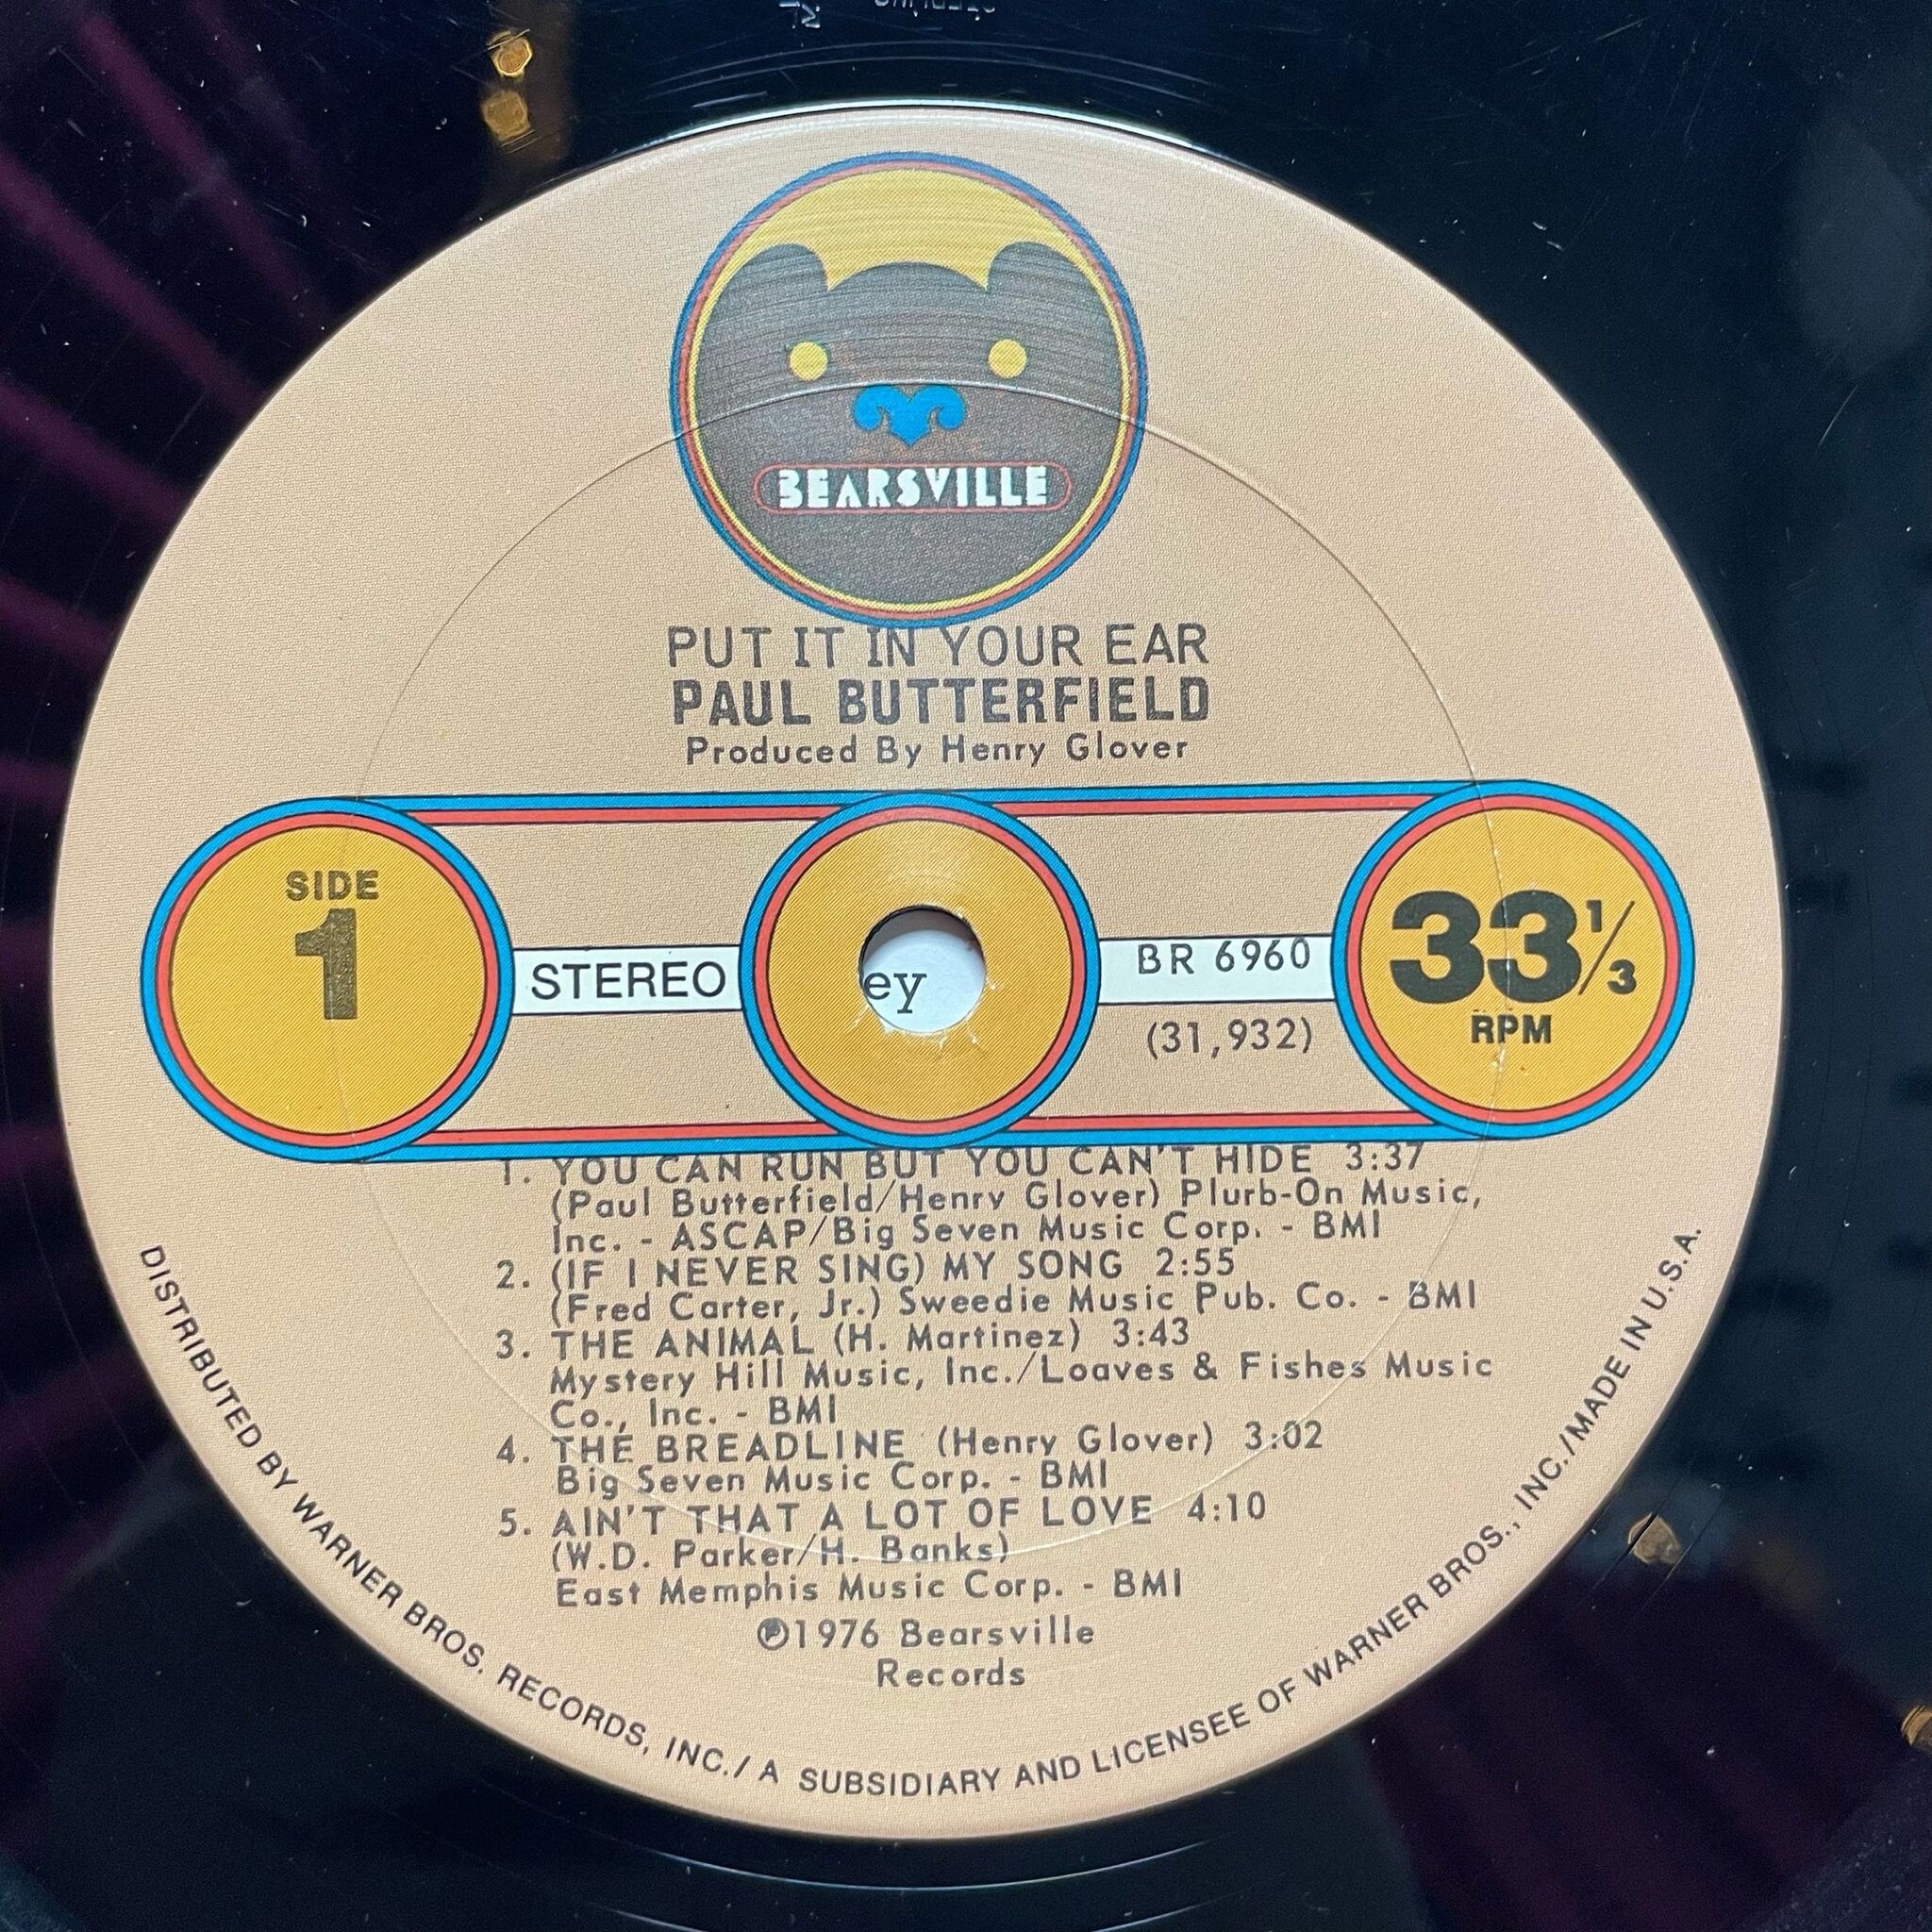 BEARSVILLE
PUT IT IN YOUR EAR
PAUL BUTTERFIELD
Produced By Henry Glover
SIDE
1
STEREO
ey
BR 6960
(31,932)
33 1/3
RPM
1. YOU CAN RUN BUT YOU CAN'T HIDE 3:37
(Paul Butterfield/Henry Glover) Plurb-On Music,
Inc. - ASCAP/Big Seven Music Corp. - BMI
2. (IF I NEVER SING) MY SONG 2:55
(Fred Carter, Jr.) Sweedie Music Pub. Co. - BMI
3. THE ANIMAL (H. Martinez) 3:43
Mystery Hill Music, Inc./Loaves & Fishes Music
Co., Inc. - BMI
4. THE BREADLINE (Henry Glover) 3:02
Big Seven Music Corp. - BMI
5. AIN'T THAT A LOT OF LOVE 4:10
(W.D. Parker/H. Banks)
East Memphis Music Corp. - BMI
℗1976 Bearsville
Records
DISTRIBUTED BY WARNER BROS. RECORDS, INC./ A SUBSIDIARY AND LICENSEE OF WARNER BROS., INC./MADE IN U.S.A.